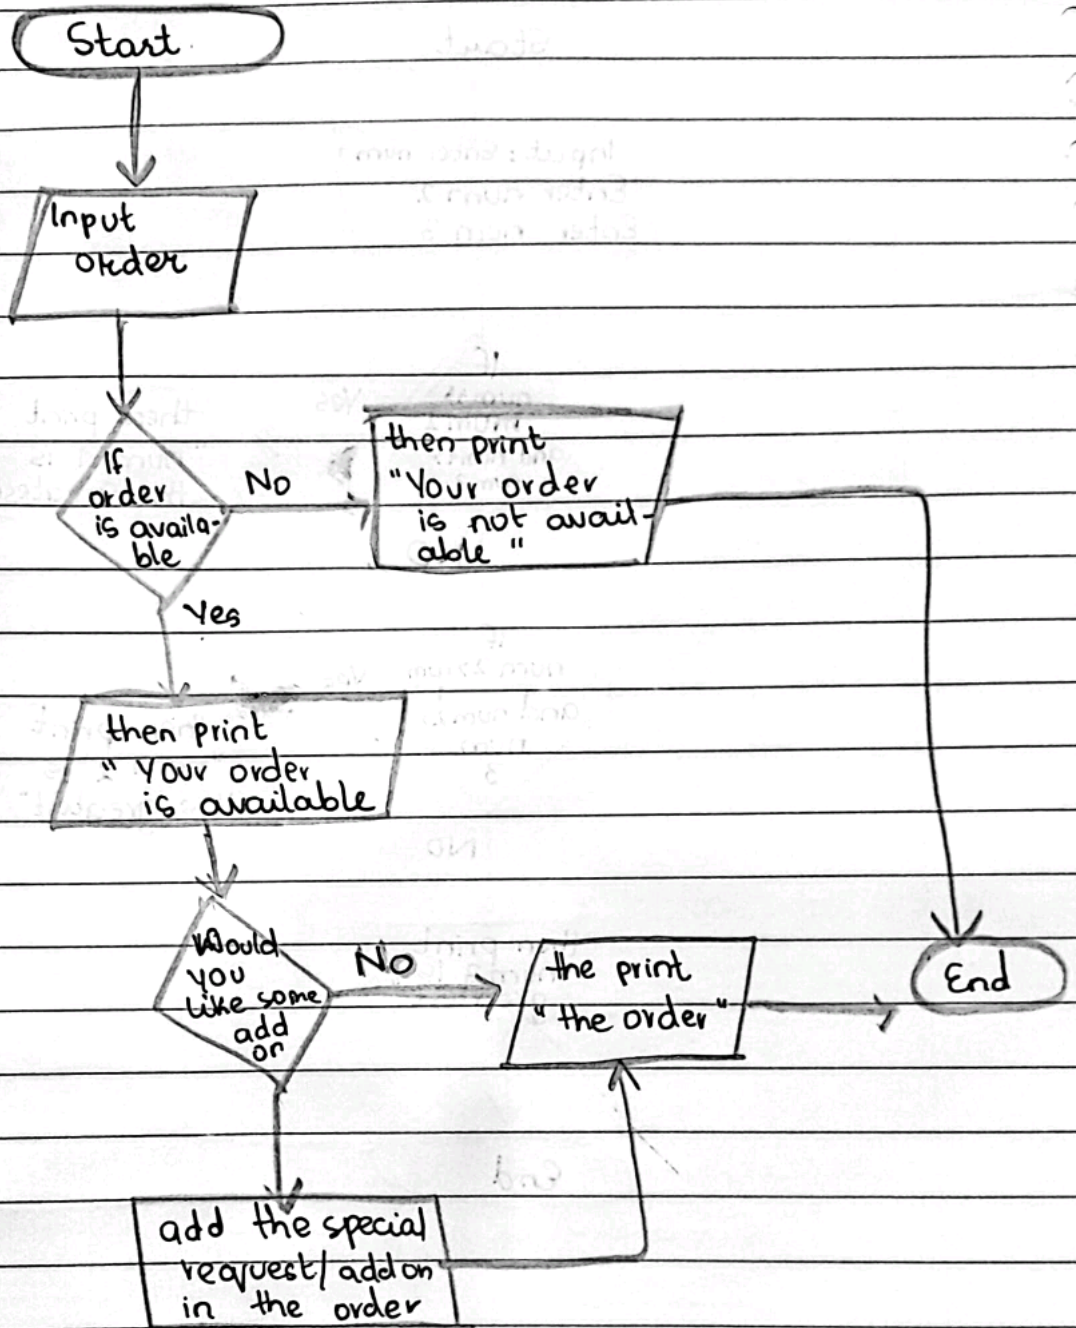 Start
Input
order
If
order
is availa-
ble
No
then print
"Your order
is not avail-
able "
Yes
then print
" Your order
is available
Would
you
like some
add
on
No
the print
" the order"
End
add the special
request/ add on
in the order